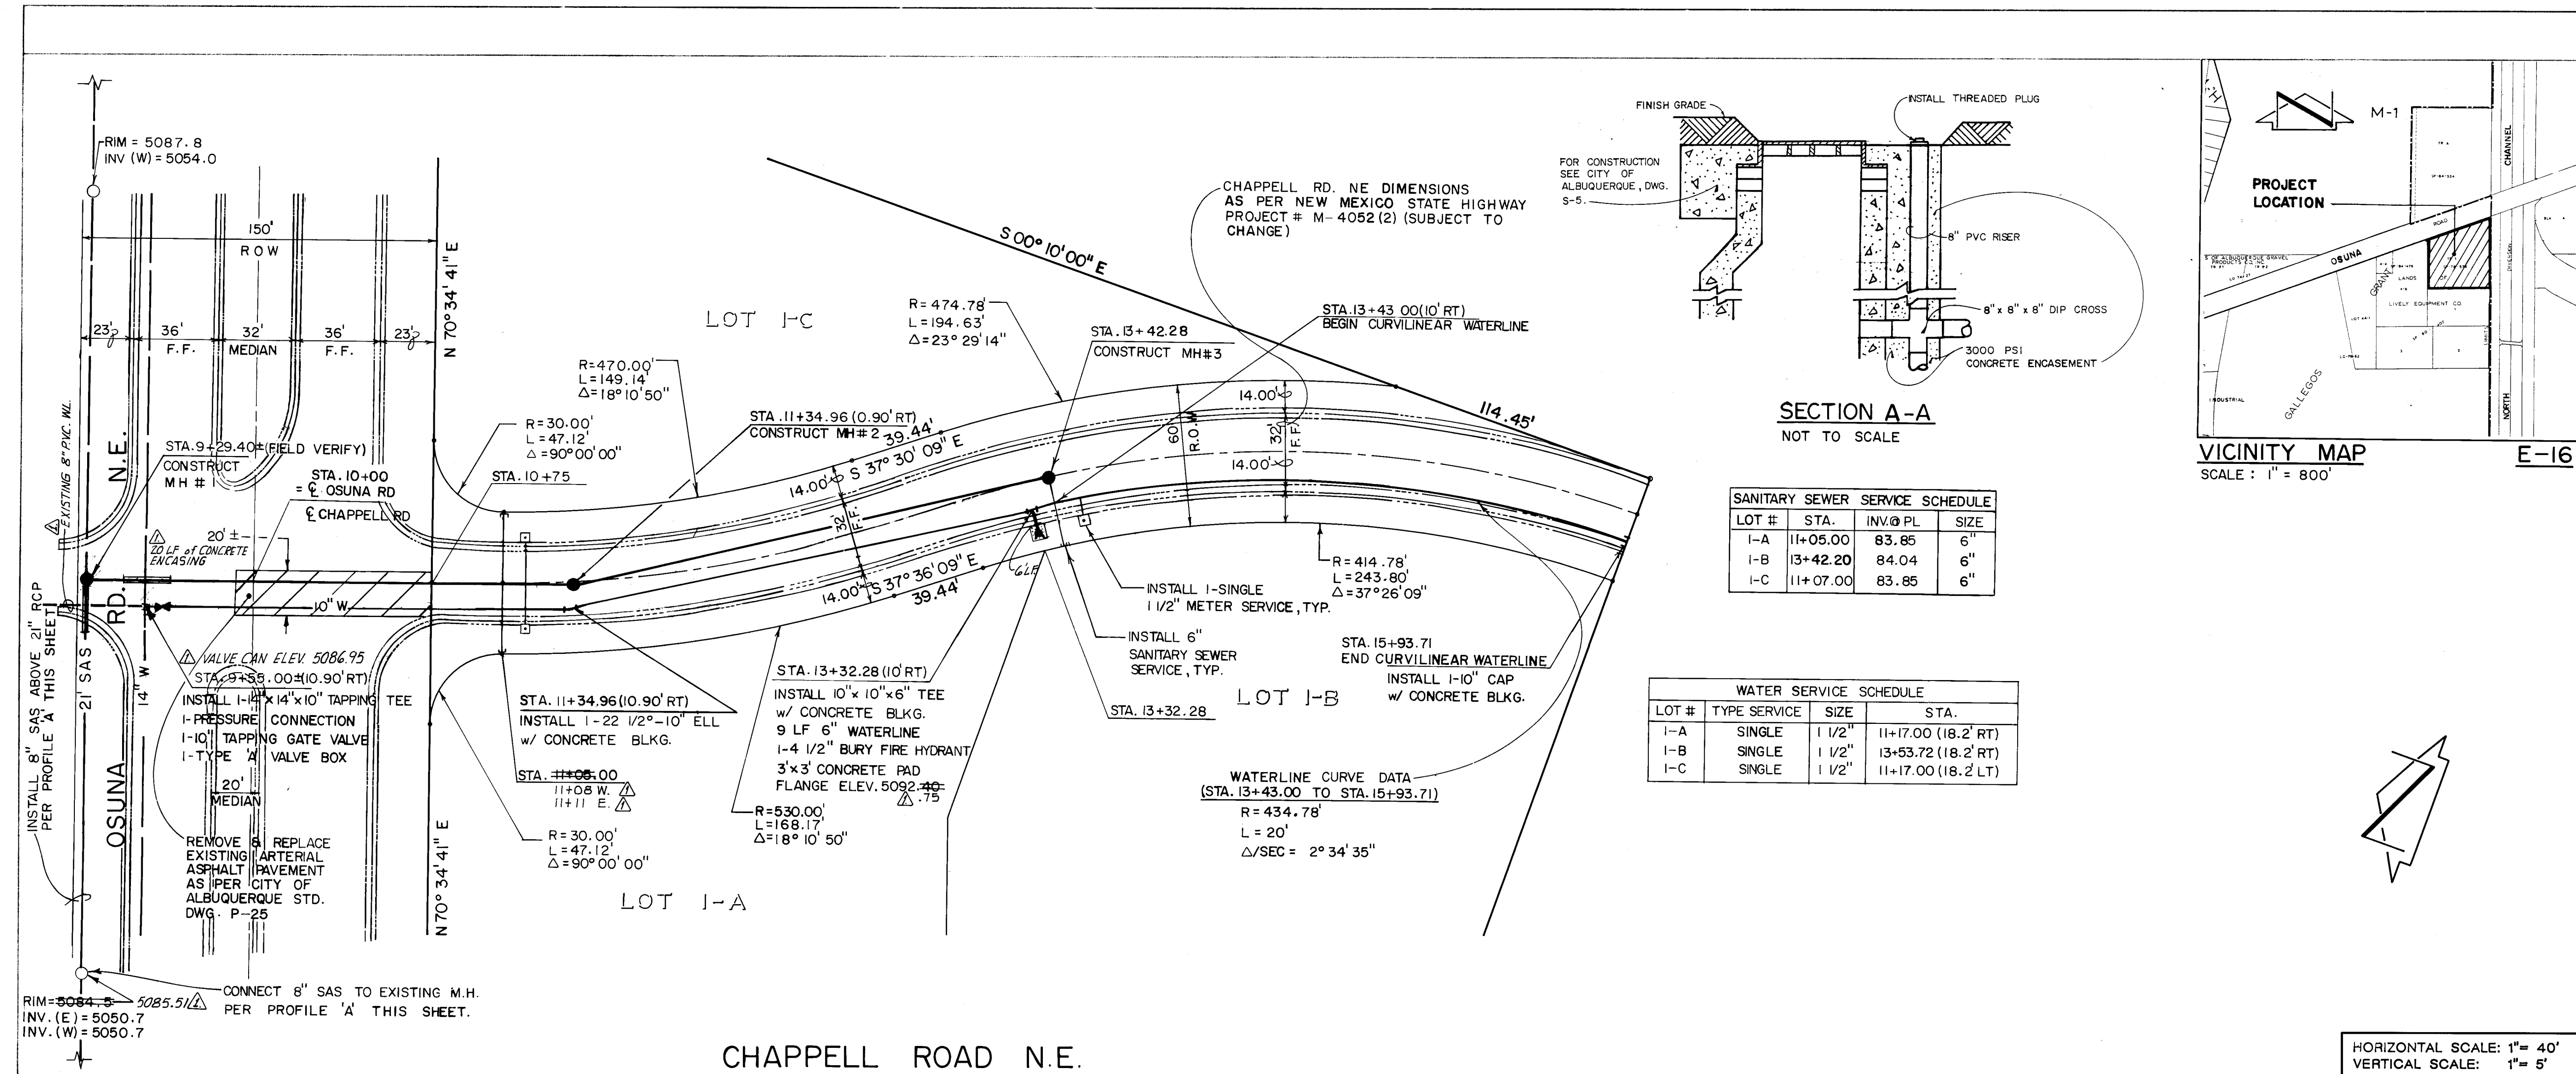 RIM = 5087.8
INV (W) = 5054.0
150'
ROW
23'
36'
F.F.
32'
MEDIAN
36'
F.F.
23'
N 70° 34' 41" E
EXISTING 8" P.V.C. WL.
N.E.
STA. 9+29.40±(FIELD VERIFY)
CONSTRUCT
MH # 1
STA. 10+00
= ℄ OSUNA RD
℄ CHAPPELL RD
20' ±
20 LF of CONCRETE
ENCASING
STA. 10+75
10" W
RD.
INSTALL 8" SAS ABOVE 21" RCP
PER PROFILE 'A' THIS SHEET
21' SAS
14" W
OSUNA
1 VALVE CAN ELEV. 5086.95
STA. 9+55.00±(10.90' RT)
INSTALL 1-14" x 14" x 10" TAPPING TEE
1-PRESSURE CONNECTION
1-10" TAPPING GATE VALVE
1-TYPE 'A' VALVE BOX
20'
MEDIAN
REMOVE & REPLACE
EXISTING ARTERIAL
ASPHALT PAVEMENT
AS PER CITY OF
ALBUQUERQUE STD.
DWG. P-25
N 70° 34' 41" E
RIM=5084.5 5085.51 1
INV. (E) = 5050.7
INV. (W) = 5050.7
CONNECT 8" SAS TO EXISTING M.H.
PER PROFILE 'A' THIS SHEET.
LOT 1-C
S 00° 10' 00" E
R=30.00'
L=47.12'
Δ=90°00'00"
R=470.00'
L=149.14'
Δ=18°10'50"
STA. 11+34.96 (0.90' RT)
CONSTRUCT MH#2
39.44'
S 37° 30' 09" E
14.00'
32'
F.F.
14.00'
S 37° 36' 09" E
39.44'
R= 474.78'
L=194.63'
Δ=23° 29' 14"
CHAPPELL RD. NE DIMENSIONS
AS PER NEW MEXICO STATE HIGHWAY
PROJECT # M-4052(2) (SUBJECT TO
CHANGE)
STA. 13+42.28
CONSTRUCT MH#3
STA. 13+43 00(10' RT)
BEGIN CURVILINEAR WATERLINE
14.00'
60'
R.O.W.
32'
F.F.
14.00'
114.45'
6' LF
INSTALL 1-SINGLE
1 1/2" METER SERVICE, TYP.
INSTALL 6"
SANITARY SEWER
SERVICE, TYP.
STA. 13+32.28
R= 414.78'
L= 243.80'
Δ=37°26'09"
STA. 15+93.71
END CURVILINEAR WATERLINE
INSTALL 1-10" CAP
w/ CONCRETE BLKG.
LOT 1-B
STA. 11+34.96 (10.90' RT)
INSTALL 1-22 1/2°-10" ELL
w/ CONCRETE BLKG.
STA. 11+05.00
11+08 W. 1
11+11 E. 1
R= 30.00'
L= 47.12'
Δ=90° 00' 00"
STA. 13+32.28 (10' RT)
INSTALL 10"x 10"x6" TEE
w/ CONCRETE BLKG.
9 LF 6" WATERLINE
1-4 1/2" BURY FIRE HYDRANT
3'x3' CONCRETE PAD
FLANGE ELEV. 5092.40
1 .75
R=530.00'
L=168.17'
Δ=18° 10' 50"
WATERLINE CURVE DATA
(STA. 13+43.00 TO STA. 15+93.71)
R = 434.78'
L = 20'
Δ/SEC = 2° 34' 35"
LOT 1-A
CHAPPELL ROAD N.E.
FINISH GRADE
INSTALL THREADED PLUG
FOR CONSTRUCTION
SEE CITY OF
ALBUQUERQUE, DWG.
S-5.
8" PVC RISER
8" x 8" x 8" DIP CROSS
3000 PSI
CONCRETE ENCASEMENT
SECTION A-A
NOT TO SCALE
SANITARY SEWER SERVICE SCHEDULE
LOT # STA. INV.@ PL SIZE
1-A 11+05.00 83.85 6"
1-B 13+42.20 84.04 6"
1-C 11+07.00 83.85 6"
WATER SERVICE SCHEDULE
LOT # TYPE SERVICE SIZE STA.
1-A SINGLE 1 1/2" 11+17.00 (18.2' RT)
1-B SINGLE 1 1/2" 13+53.72 (18.2' RT)
1-C SINGLE 1 1/2" 11+17.00 (18.2' LT)
M-1
PROJECT
LOCATION
CHANNEL
ROAD
OSUNA
GRANT
LANDS OF
LIVELY EQUIPMENT CO.
S OF ALBUQUERQUE GRAVEL
PRODUCTS CO. INC.
INDUSTRIAL
GALLEGOS
DIVERSION
NORTH
VICINITY MAP
SCALE : 1" = 800'
E-16
HORIZONTAL SCALE: 1"= 40'
VERTICAL SCALE: 1"= 5'